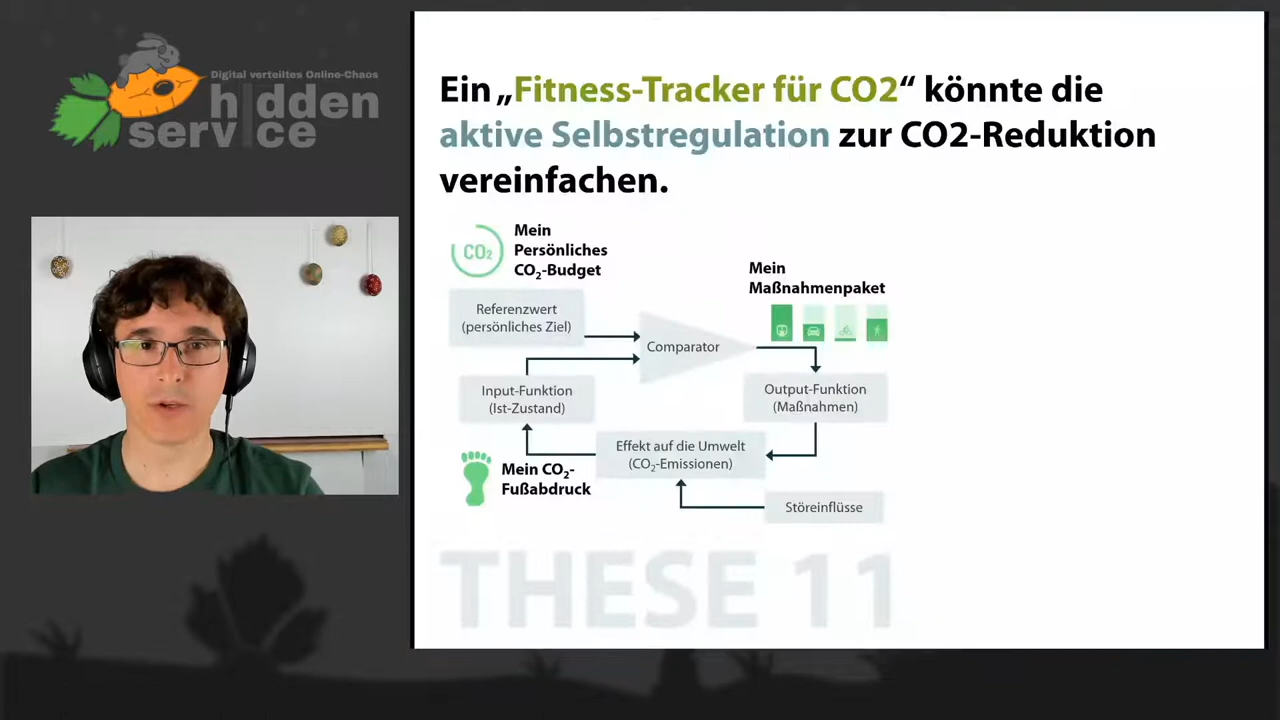 Digital verteiltes Online-Chaos
hidden
service
Ein „Fitness-Tracker für CO2“ könnte die
aktive Selbstregulation zur CO2-Reduktion
vereinfachen.
CO₂
Mein
Persönliches
CO₂-Budget
Mein
Maßnahmenpaket
Referenzwert
(persönliches Ziel)
Comparator
Input-Funktion
(Ist-Zustand)
Output-Funktion
(Maßnahmen)
Effekt auf die Umwelt
(CO₂-Emissionen)
Mein CO₂-
Fußabdruck
Störeinflüsse
THESE 11